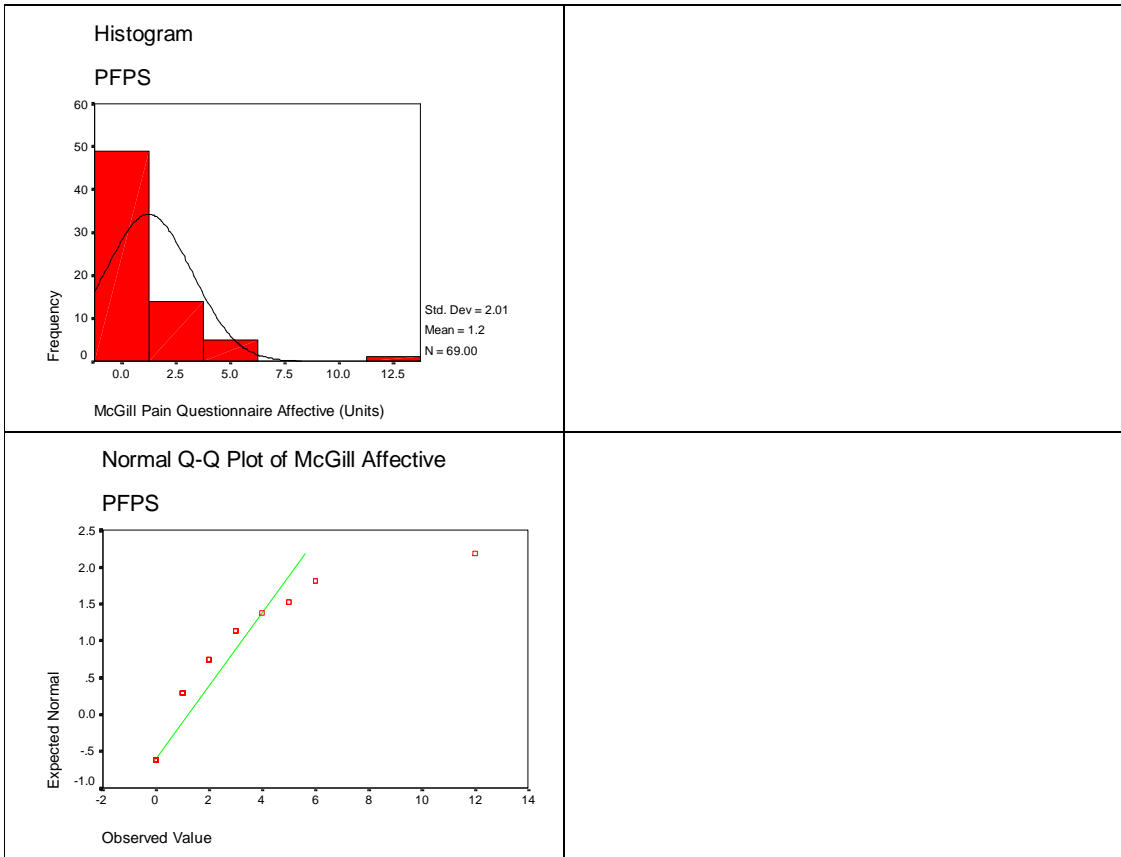 Histogram
PFPS
60
50
40
30
20
10
0
Frequency
0.0 2.5 5.0 7.5 10.0 12.5
McGill Pain Questionnaire Affective (Units)
Std. Dev = 2.01
Mean = 1.2
N = 69.00
Normal Q-Q Plot of McGill Affective
PFPS
2.5
2.0
1.5
1.0
.5
0.0
-.5
-1.0
Expected Normal
-2 0 2 4 6 8 10 12 14
Observed Value